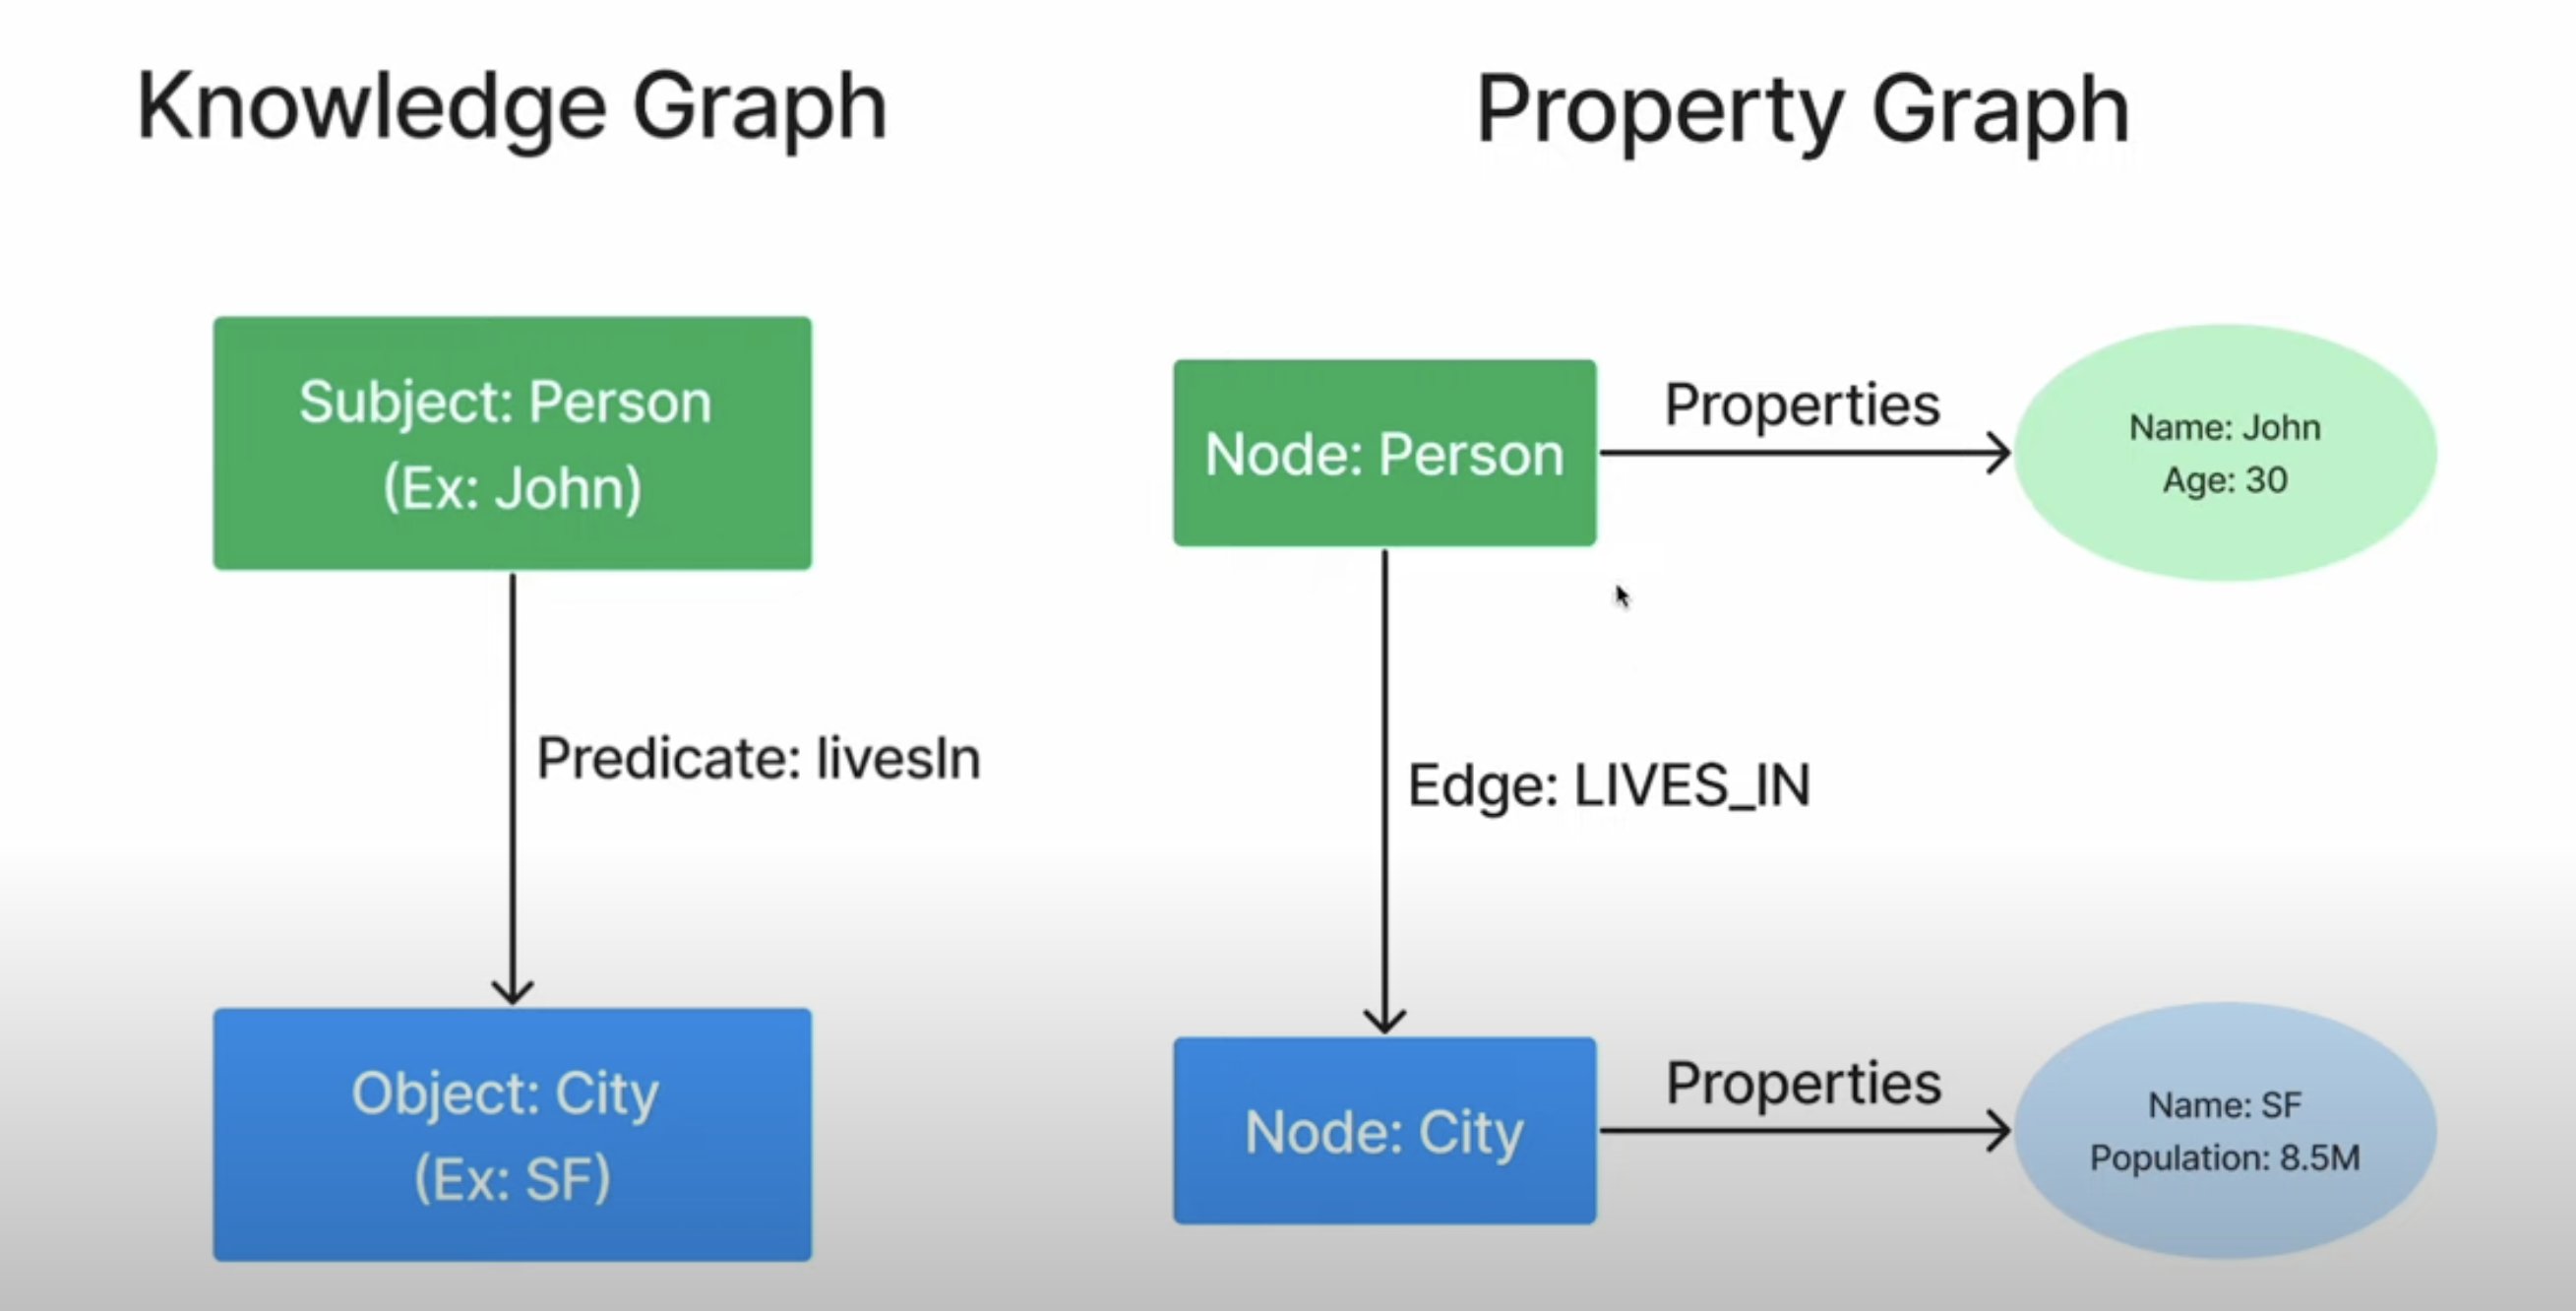 Knowledge Graph
Subject: Person
(Ex: John)
Predicate: livesIn
Object: City
(Ex: SF)
Property Graph
Node: Person
Properties
Name: John
Age: 30
Edge: LIVES_IN
Node: City
Properties
Name: SF
Population: 8.5M